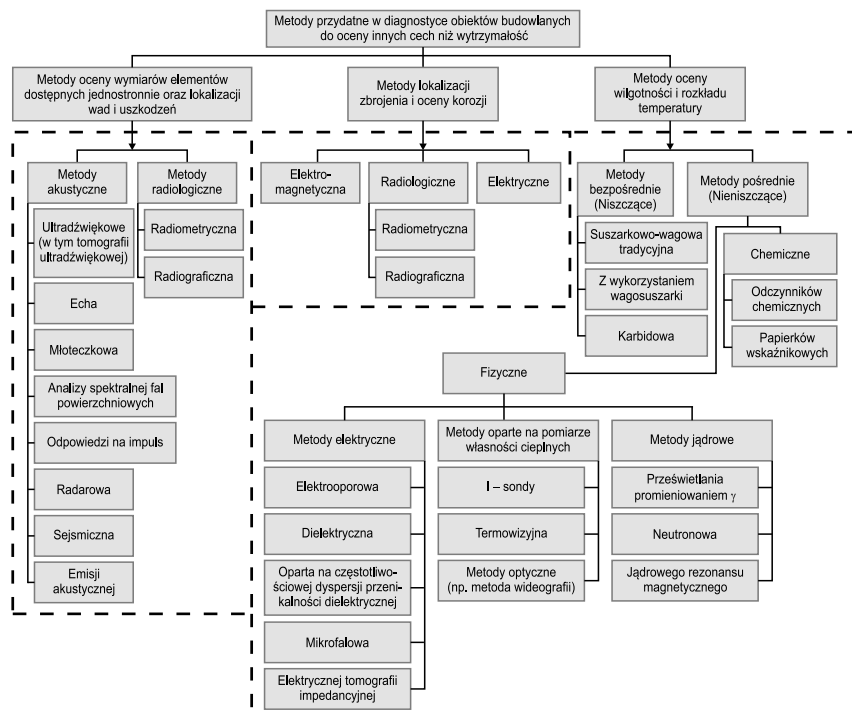 Metody przydatne w diagnostyce obiektów budowlanych
do oceny innych cech niż wytrzymałość
Metody oceny wymiarów elementów
dostępnych jednostronnie oraz lokalizacji
wad i uszkodzeń
Metody lokalizacji
zbrojenia i oceny korozji
Metody oceny
wilgotności i rozkładu
temperatury
Metody
akustyczne
Metody
radiologiczne
Ultradźwiękowe
(w tym tomografii
ultradźwiękowej)
Echa
Młoteczkowa
Analizy spektralnej fal
powierzchniowych
Odpowiedzi na impuls
Radarowa
Sejsmiczna
Emisji
akustycznej
Radiometryczna
Radiograficzna
Elektro-
magnetyczna
Radiologiczne
Elektryczne
Radiometryczna
Radiograficzna
Metody
bezpośrednie
(Niszczące)
Metody pośrednie
(Nieniszczące)
Suszarkowo-wagowa
tradycyjna
Z wykorzystaniem
wagosuszarki
Karbidowa
Chemiczne
Odczynników
chemicznych
Papierków
wskaźnikowych
Fizyczne
Metody elektryczne
Elektrooporowa
Dielektryczna
Oparta na częstotliwo-
ściowej dyspersji przeni-
kalności dielektrycznej
Mikrofalowa
Elektrycznej tomografii
impedancyjnej
Metody oparte na pomiarze
własności cieplnych
I – sondy
Termowizyjna
Metody optyczne
(np. metoda wideografii)
Metody jądrowe
Prześwietlania
promieniowaniem γ
Neutronowa
Jądrowego rezonansu
magnetycznego